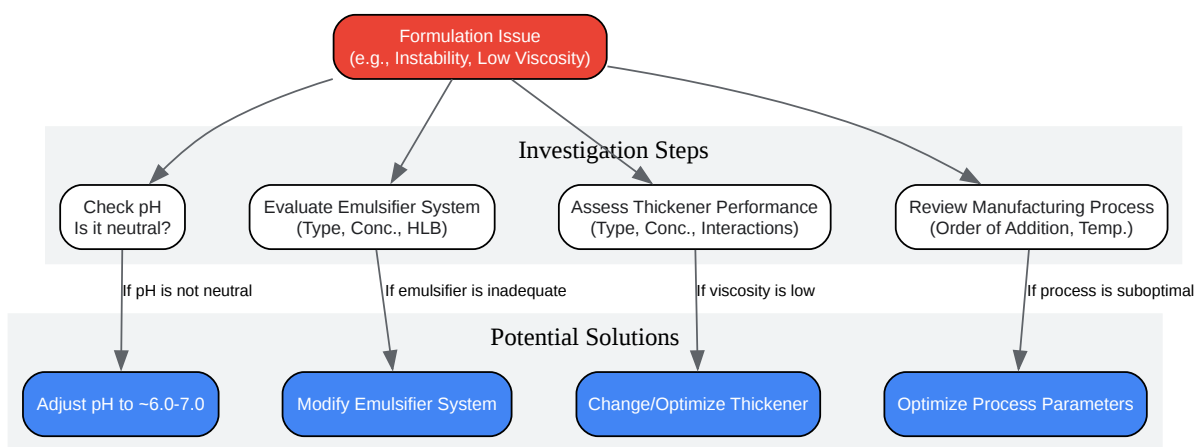 Formulation Issue
(e.g., Instability, Low Viscosity)
Investigation Steps
Check pH
Is it neutral?
Evaluate Emulsifier System
(Type, Conc., HLB)
Assess Thickener Performance
(Type, Conc., Interactions)
Review Manufacturing Process
(Order of Addition, Temp.)
If pH is not neutral
If emulsifier is inadequate
If viscosity is low
If process is suboptimal
Potential Solutions
Adjust pH to ~6.0-7.0
Modify Emulsifier System
Change/Optimize Thickener
Optimize Process Parameters